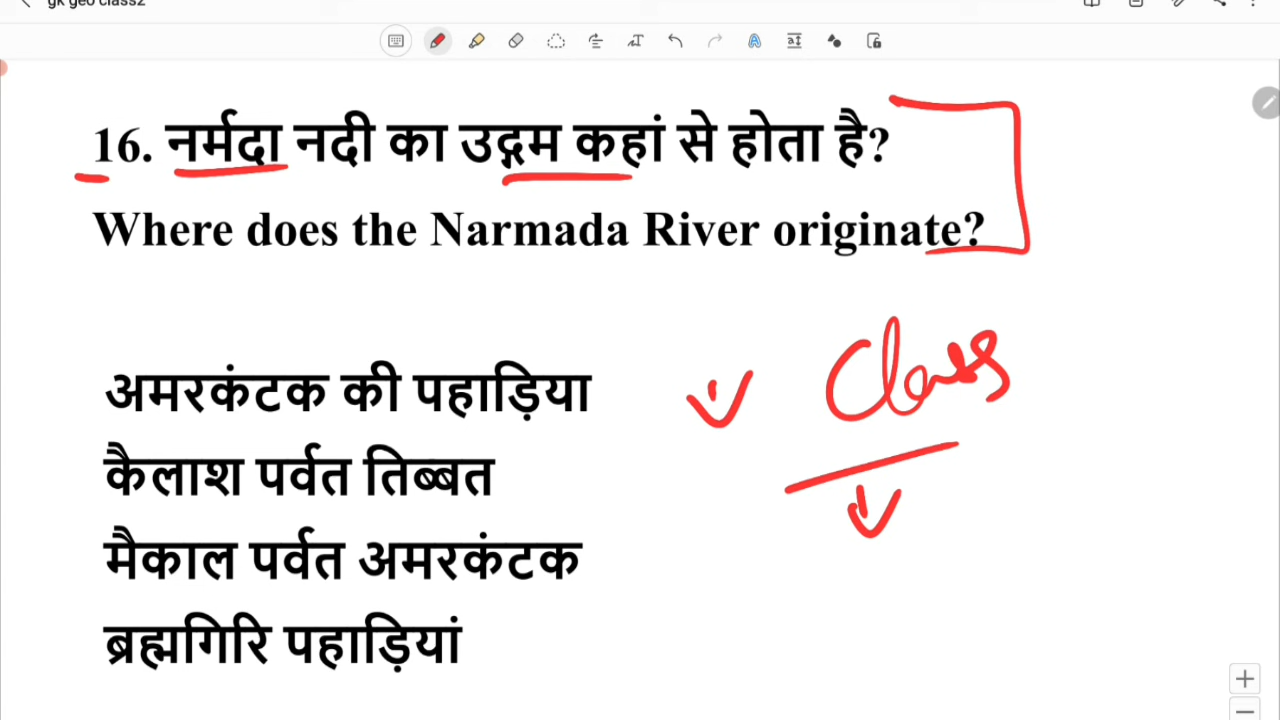 gk geo class2
16. नर्मदा नदी का उद्गम कहां से होता है?
Where does the Narmada River originate?
अमरकंटक की पहाड़िया
Class
कैलाश पर्वत तिब्बत
मैकाल पर्वत अमरकंटक
ब्रह्मगिरि पहाड़ियां